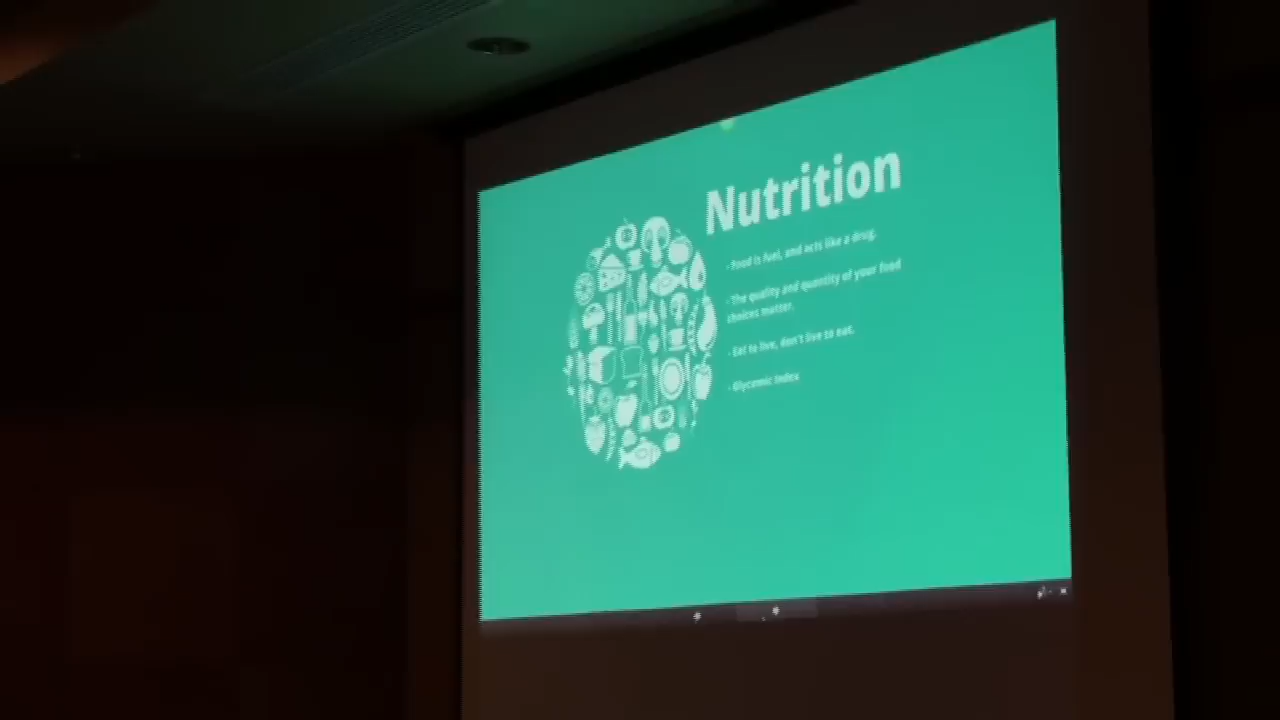 Nutrition
- Food is fuel, and acts like a drug.
- The quality and quantity of your food
choices matter.
- Eat to live, don't live to eat.
- Glycemic Index